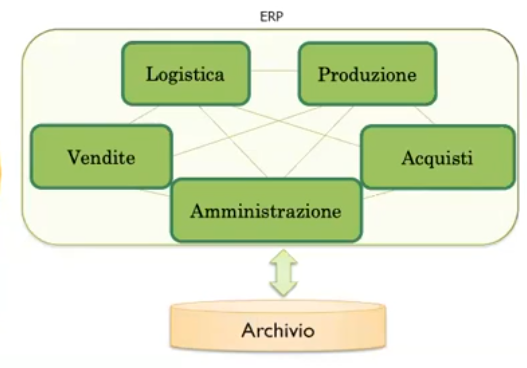 ERP
Logistica
Produzione
Vendite
Acquisti
Amministrazione
Archivio